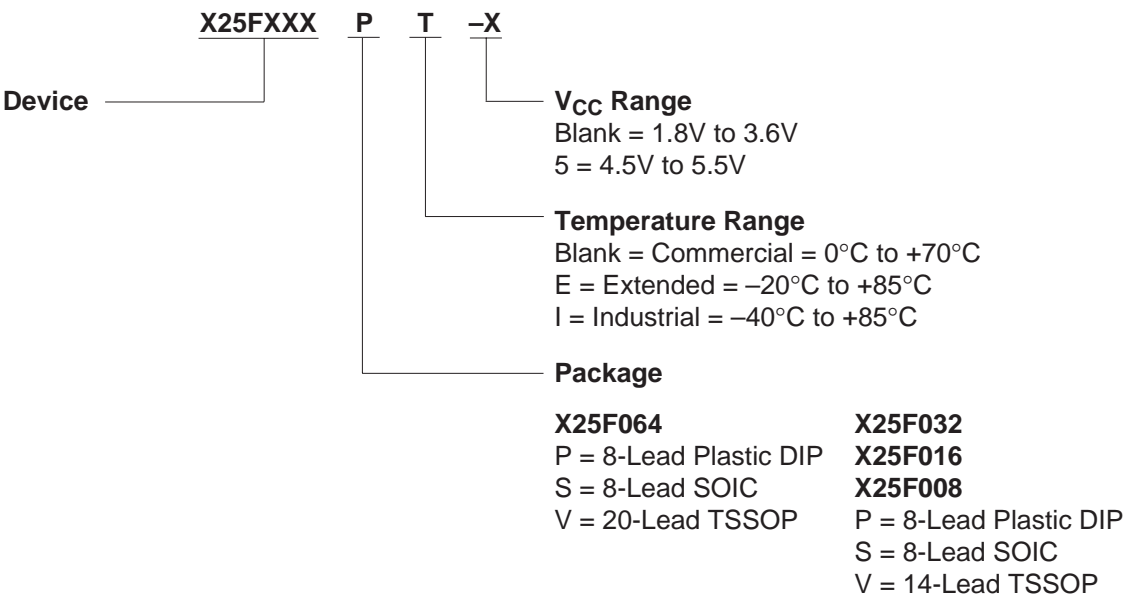 X25FXXX P T –X
Device
VCC Range
Blank = 1.8V to 3.6V
5 = 4.5V to 5.5V
Temperature Range
Blank = Commercial = 0°C to +70°C
E = Extended = –20°C to +85°C
I = Industrial = –40°C to +85°C
Package
X25F064
P = 8-Lead Plastic DIP
S = 8-Lead SOIC
V = 20-Lead TSSOP
X25F032
X25F016
X25F008
P = 8-Lead Plastic DIP
S = 8-Lead SOIC
V = 14-Lead TSSOP